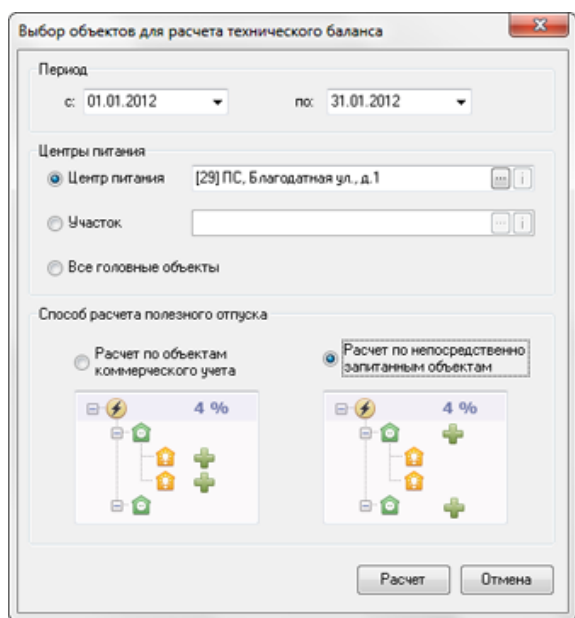 Выбор объектов для расчета технического баланса
Период
с: 01.01.2012 по: 31.01.2012
Центры питания
Центр питания [29] ПС, Благодатная ул., д.1 ... i
Участок ... i
Все головные объекты
Способ расчета полезного отпуска
Расчет по объектам
коммерческого учета
Расчет по непосредственно
запитанным объектам
4 %
4 %
Расчет Отмена